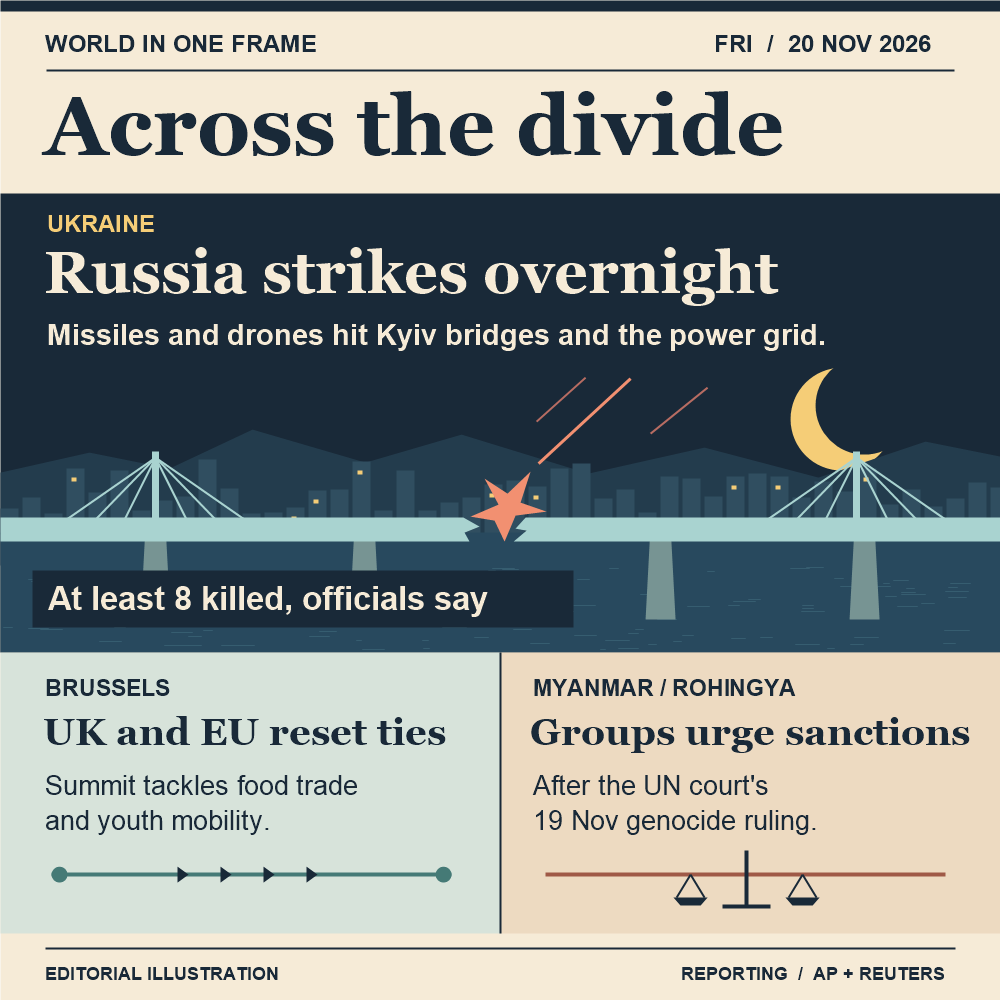 WORLD IN ONE FRAME
FRI / 20 NOV 2026
Across the divide
UKRAINE
Russia strikes overnight
Missiles and drones hit Kyiv bridges and the power grid.
At least 8 killed, officials say
BRUSSELS
UK and EU reset ties
Summit tackles food trade
and youth mobility.
MYANMAR / ROHINGYA
Groups urge sanctions
After the UN court's
19 Nov genocide ruling.
EDITORIAL ILLUSTRATION
REPORTING / AP + REUTERS